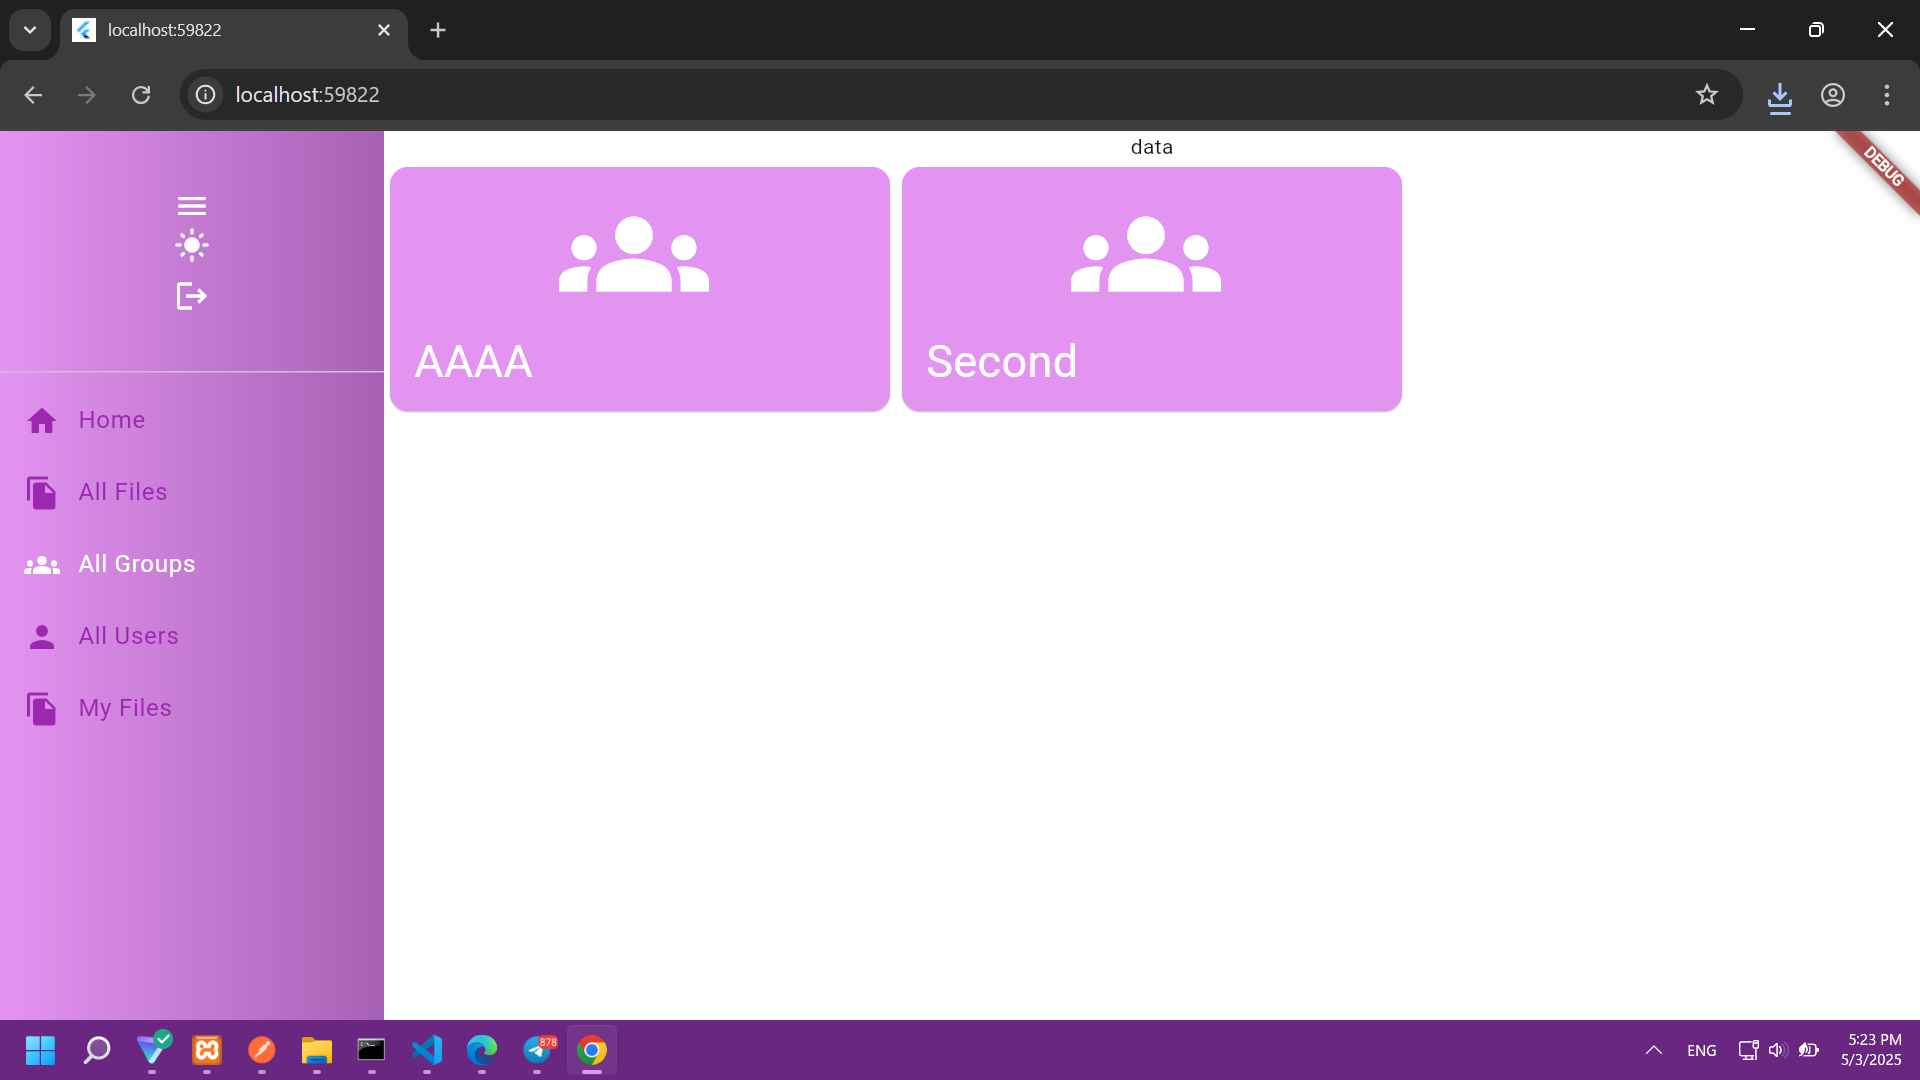 localhost:59822
localhost:59822
data
DEBUG
AAAA
Second
Home
All Files
All Groups
All Users
My Files
878
ENG
5:23 PM
5/3/2025